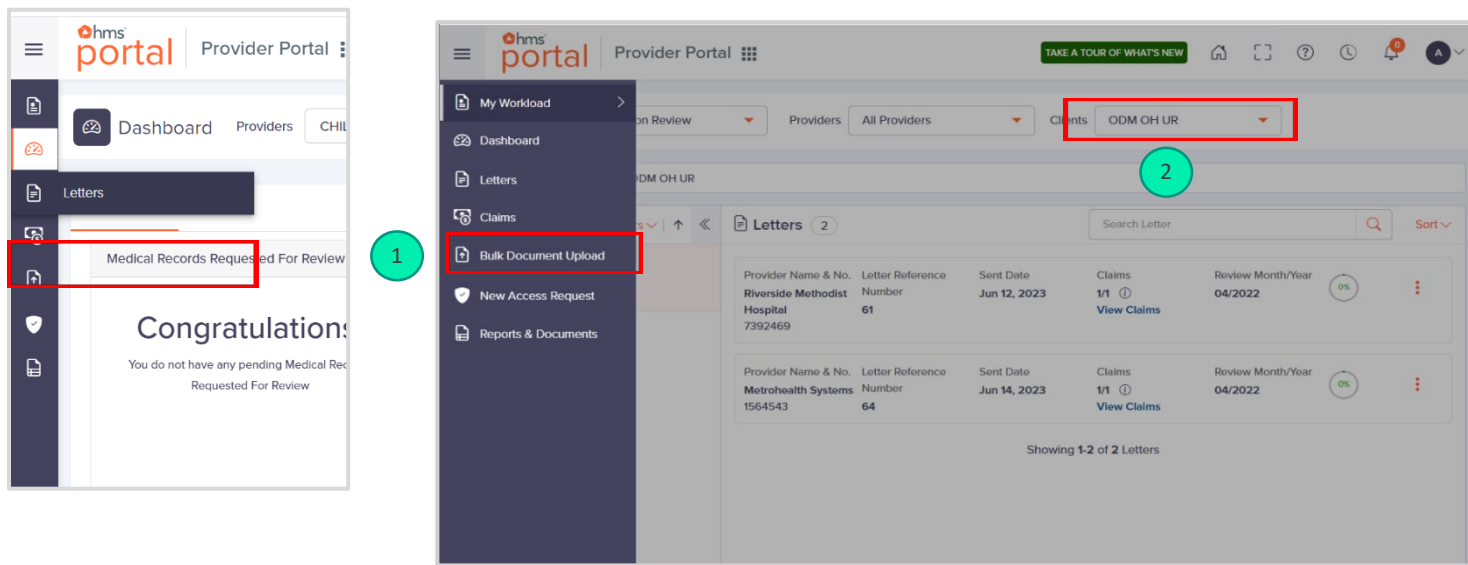 hms
portal
Provider Portal
Dashboard
Providers
CHIL
Letters
Medical Records Requested For Review
Congratulations
You do not have any pending Medical Rec
Requested For Review
1
hms
portal
Provider Portal
TAKE A TOUR OF WHAT'S NEW
0
A
My Workload
on Review
Providers
All Providers
Clients
ODM OH UR
2
Dashboard
Letters
Claims
Bulk Document Upload
New Access Request
Reports & Documents
ODM OH UR
Letters 2
Search Letter
Sort
Provider Name & No.
Riverside Methodist
Hospital
7392469
Letter Reference
Number
61
Sent Date
Jun 12, 2023
Claims
1/1
View Claims
Review Month/Year
04/2022
0%
Provider Name & No.
Metrohealth Systems
1564543
Letter Reference
Number
64
Sent Date
Jun 14, 2023
Claims
1/1
View Claims
Review Month/Year
04/2022
0%
Showing 1-2 of 2 Letters